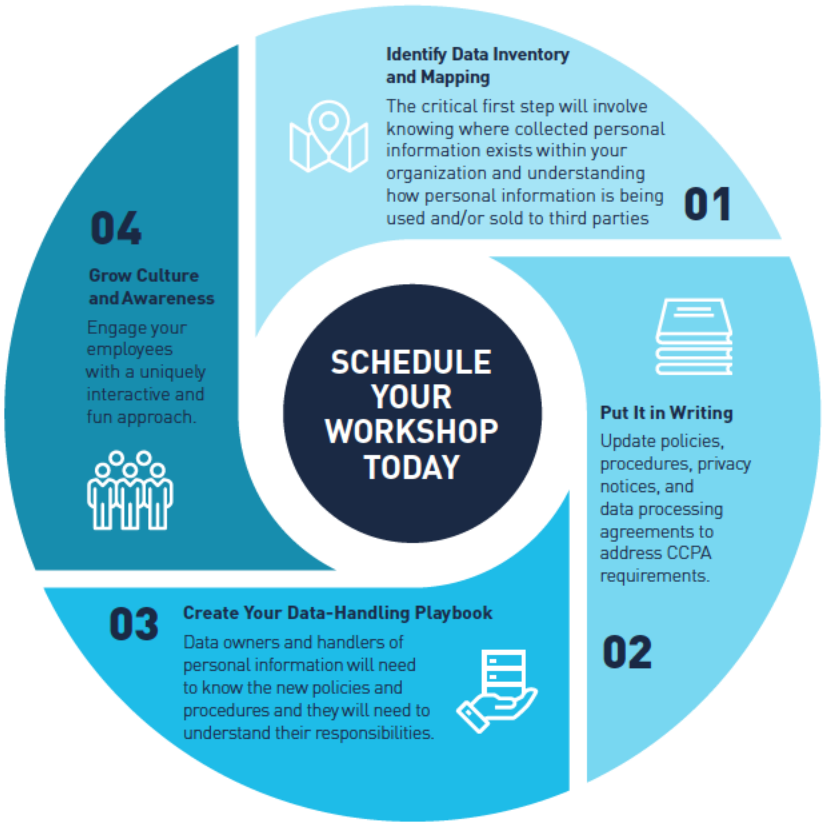 Identify Data Inventory
and Mapping
The critical first step will involve
knowing where collected personal
information exists within your
organization and understanding
how personal information is being
used and/or sold to third parties
01
Put It in Writing
Update policies,
procedures, privacy
notices, and
data processing
agreements to
address CCPA
requirements.
02
03
Create Your Data-Handling Playbook
Data owners and handlers of
personal information will need
to know the new policies and
procedures and they will need to
understand their responsibilities.
04
Grow Culture
and Awareness
Engage your
employees
with a uniquely
interactive and
fun approach.
SCHEDULE
YOUR
WORKSHOP
TODAY